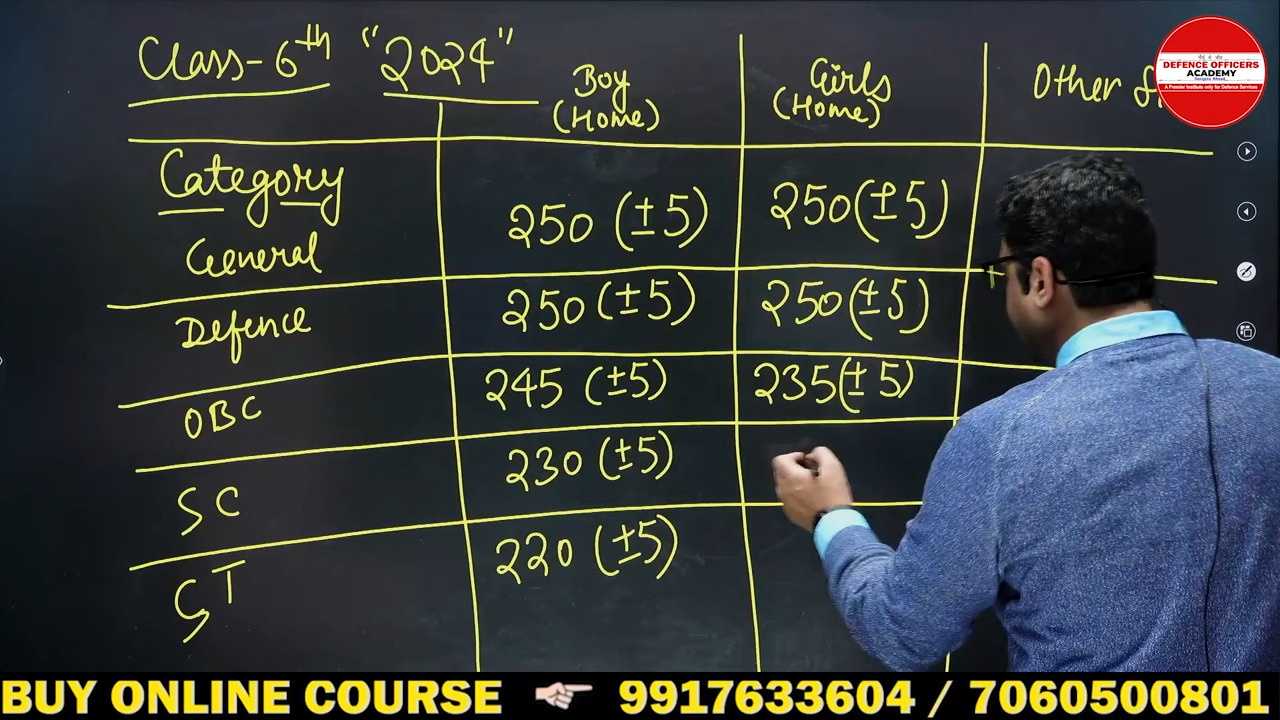 Class-6th "2024"
Boy
(Home)
Girls
(Home)
Other
Category
General
250 (±5)
250(±5)
Defence
250 (±5)
250(±5)
OBC
245 (±5)
235(±5)
SC
230 (±5)
ST
220 (±5)
DEFENCE OFFICERS
ACADEMY
A Premier Institute only for Defence Services
BUY ONLINE COURSE 9917633604 / 7060500801